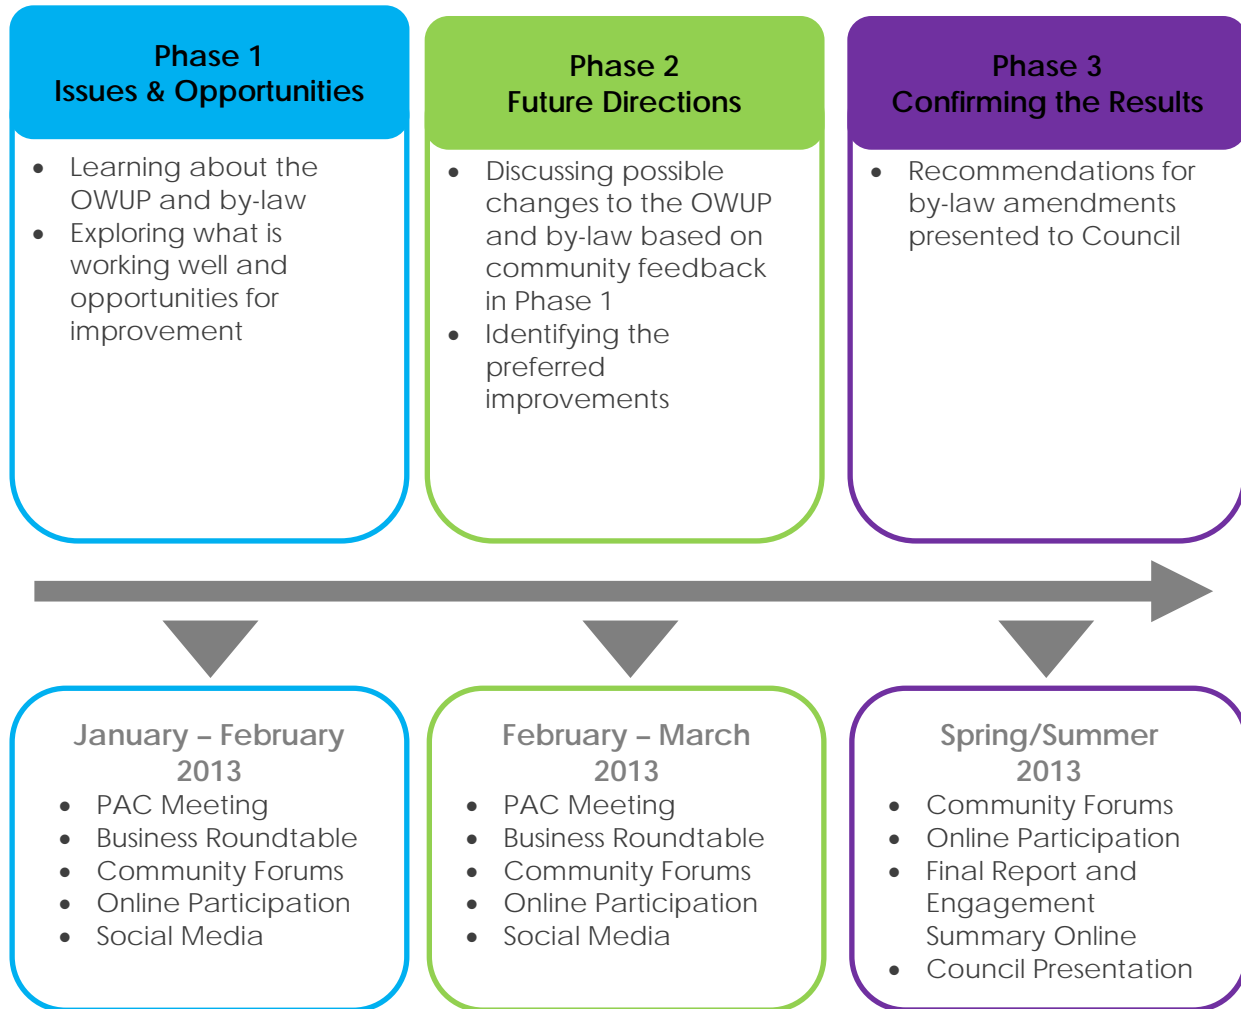 Phase 1
Issues & Opportunities
• Learning about the
OWUP and by-law
• Exploring what is
working well and
opportunities for
improvement
Phase 2
Future Directions
• Discussing possible
changes to the OWUP
and by-law based on
community feedback
in Phase 1
• Identifying the
preferred
improvements
Phase 3
Confirming the Results
• Recommendations for
by-law amendments
presented to Council
January – February
2013
• PAC Meeting
• Business Roundtable
• Community Forums
• Online Participation
• Social Media
February – March
2013
• PAC Meeting
• Business Roundtable
• Community Forums
• Online Participation
• Social Media
Spring/Summer
2013
• Community Forums
• Online Participation
• Final Report and
Engagement
Summary Online
• Council Presentation